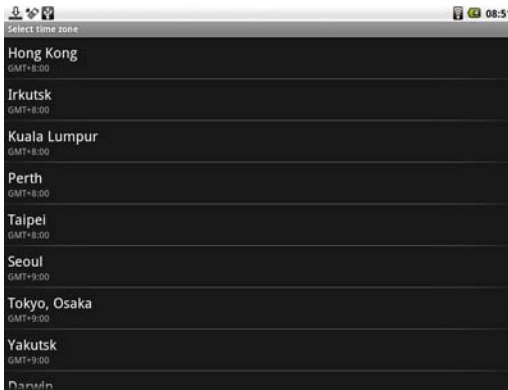 08:5
Select time zone
Hong Kong
GMT+8:00
Irkutsk
GMT+8:00
Kuala Lumpur
GMT+8:00
Perth
GMT+8:00
Taipei
GMT+8:00
Seoul
GMT+9:00
Tokyo, Osaka
GMT+9:00
Yakutsk
GMT+9:00
Darwin